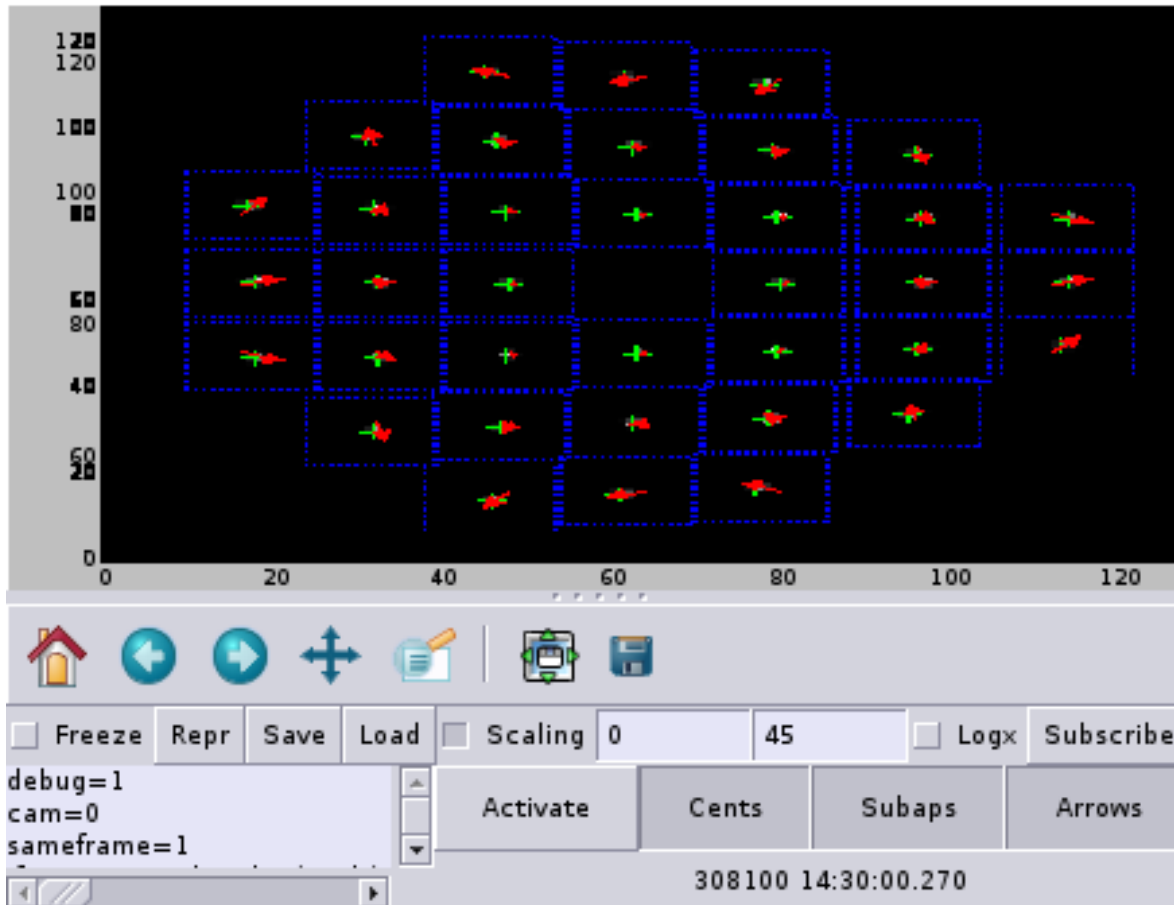 120
120
100
100
80
60
80
40
60
20
0
0 20 40 60 80 100 120
Freeze Repr Save Load Scaling 0 45 Logx Subscribe
debug=1
cam=0
sameframe=1
Activate Cents Subaps Arrows
308100 14:30:00.270